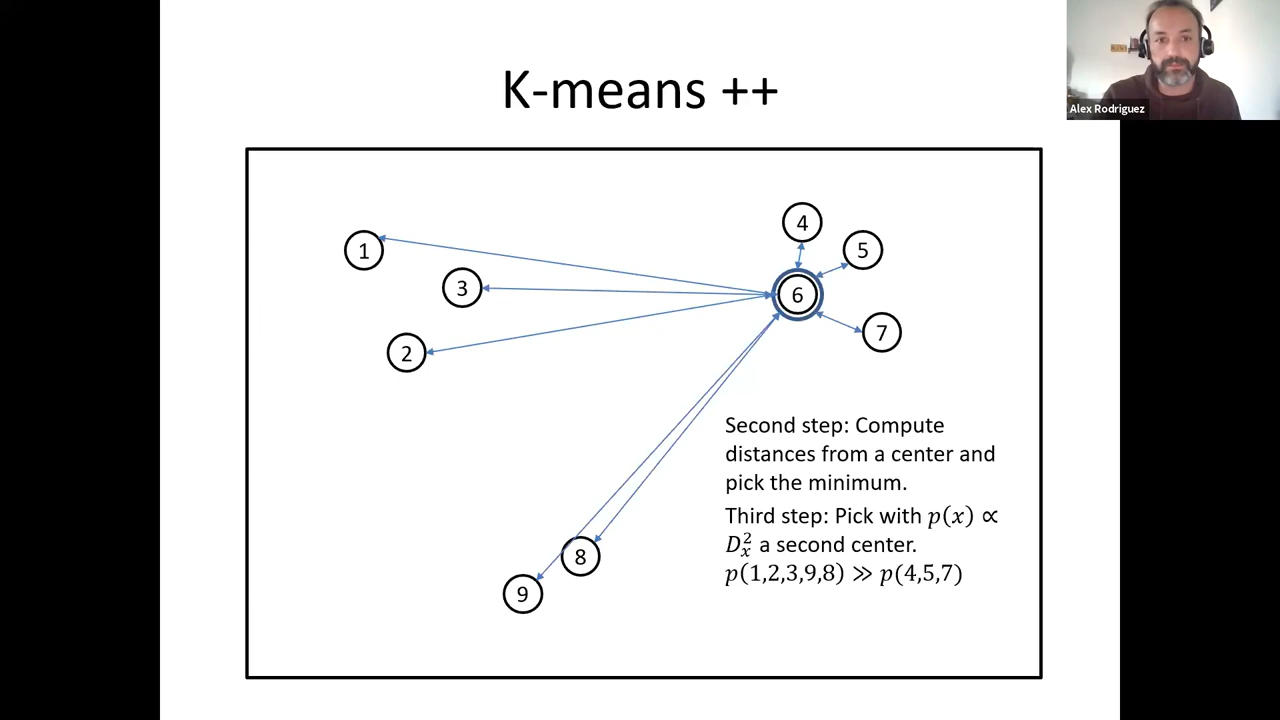 K-means ++
Alex Rodriguez
4
1
5
3
6
7
2
Second step: Compute
distances from a center and
pick the minimum.
Third step: Pick with p(x) ∝
D_x^2 a second center.
p(1,2,3,9,8) ≫ p(4,5,7)
8
9